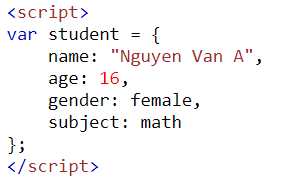 <script>
var student = {
    name: "Nguyen Van A",
    age: 16,
    gender: female,
    subject: math
};
</script>